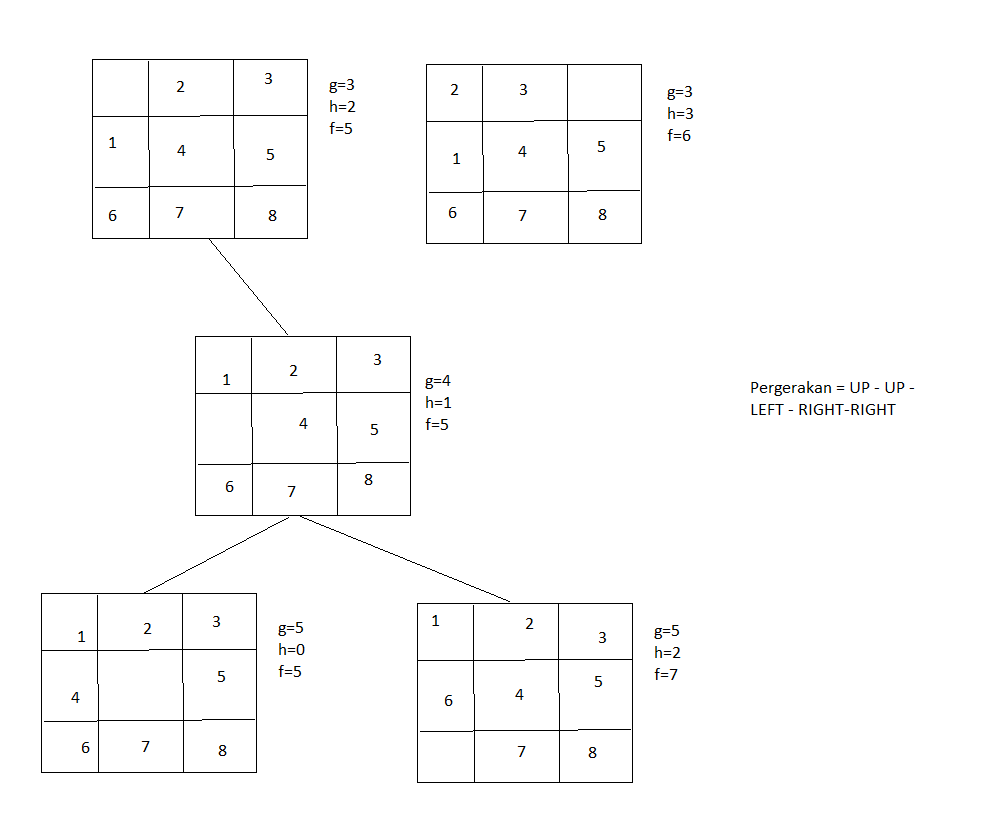 2 3
1 4 5
6 7 8
g=3
h=2
f=5
2 3
1 4 5
6 7 8
g=3
h=3
f=6
1 2 3
4 5
6 7 8
g=4
h=1
f=5
Pergerakan = UP - UP -
LEFT - RIGHT-RIGHT
1 2 3
4 5
6 7 8
g=5
h=0
f=5
1 2 3
6 4 5
7 8
g=5
h=2
f=7